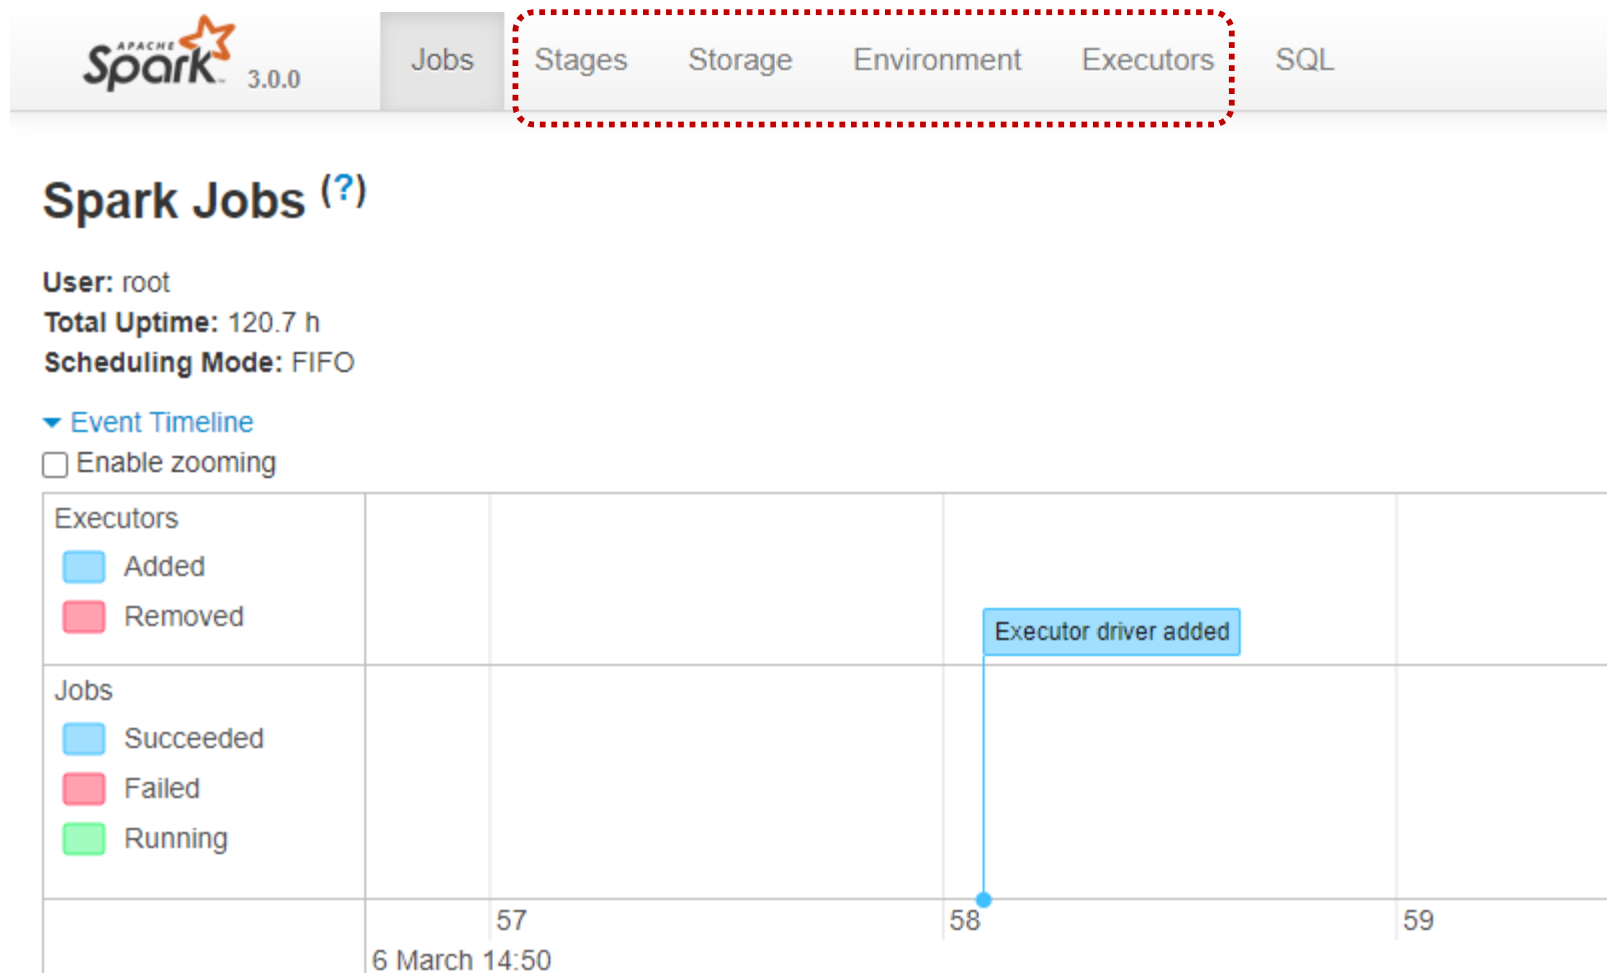 APACHE
Spark 3.0.0 Jobs Stages Storage Environment Executors SQL
Spark Jobs (?)
User: root
Total Uptime: 120.7 h
Scheduling Mode: FIFO
Event Timeline
Enable zooming
Executors
Added
Removed
Executor driver added
Jobs
Succeeded
Failed
Running
57 58 59
6 March 14:50